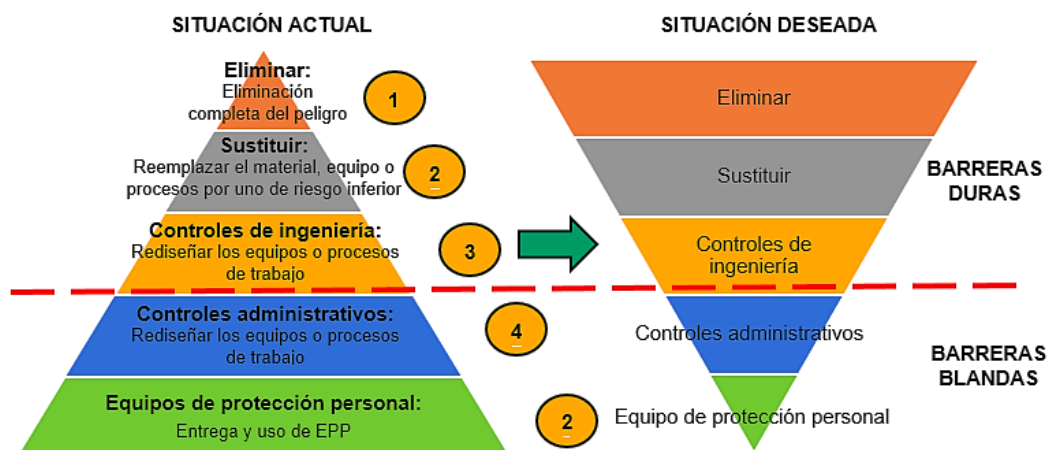 SITUACIÓN ACTUAL
Eliminar:
Eliminación
completa del peligro
1
Sustituir:
Reemplazar el material, equipo o
procesos por uno de riesgo inferior
2
Controles de ingeniería:
Rediseñar los equipos o procesos
de trabajo
3
Controles administrativos:
Rediseñar los equipos o procesos
de trabajo
4
Equipos de protección personal:
Entrega y uso de EPP
2
SITUACIÓN DESEADA
Eliminar
Sustituir
Controles de
ingeniería
Controles administrativos
Equipo de protección personal
BARRERAS
DURAS
BARRERAS
BLANDAS